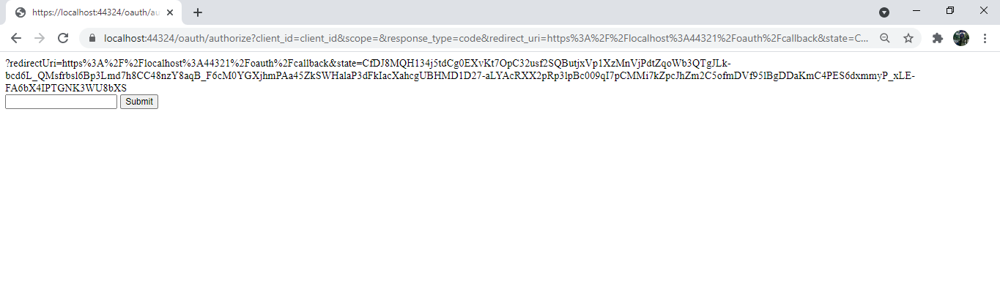 https://localhost:44324/oauth/au
localhost:44324/oauth/authorize?client_id=client_id&scope=&response_type=code&redirect_uri=https%3A%2F%2Flocalhost%3A44321%2Foauth%2Fcallback&state=C...
?redirectUri=https%3A%2F%2Flocalhost%3A44321%2Foauth%2Fcallback&state=CfDJ8MQH134j5tdCg0EXvKt7OpC32usf2SQButjxVp1XzMnVjPdtZqoWb3QTgJLk-
bcd6L_QMsfrbsl6Bp3Lmd7h8CC48nzY8aqB_F6cM0YGXjhmPAa45ZkSWHalaP3dFkIacXahcgUBHMD1D27-aLYAcRXX2pRp3lpBc009qI7pCMMi7kZpcJhZm2C5ofmDVf95lBgDDaKmC4PES6dxmmyP_xLE-
FA6bX4IPTGNK3WU8bXS
Submit